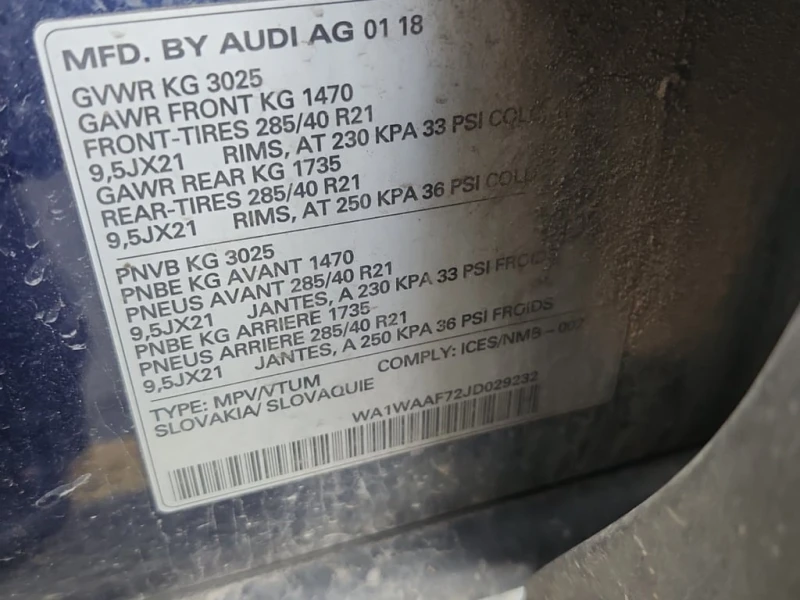 MFD. BY AUDI AG 01 18
GVWR KG 3025
GAWR FRONT KG 1470
FRONT-TIRES 285/40 R21
9,5JX21 RIMS, AT 230 KPA 33 PSI COLD
GAWR REAR KG 1735
REAR-TIRES 285/40 R21
9,5JX21 RIMS, AT 250 KPA 36 PSI COLD
PNVB KG 3025
PNBE KG AVANT 1470
PNEUS AVANT 285/40 R21
9,5JX21 JANTES, A 230 KPA 33 PSI FROIDS
PNBE KG ARRIERE 1735
PNEUS ARRIERE 285/40 R21
9,5JX21 JANTES, A 250 KPA 36 PSI FROIDS
TYPE: MPV/VTUM COMPLY: ICES/NMB-002
SLOVAKIA/ SLOVAQUIE
WA1WAAF72JD029232